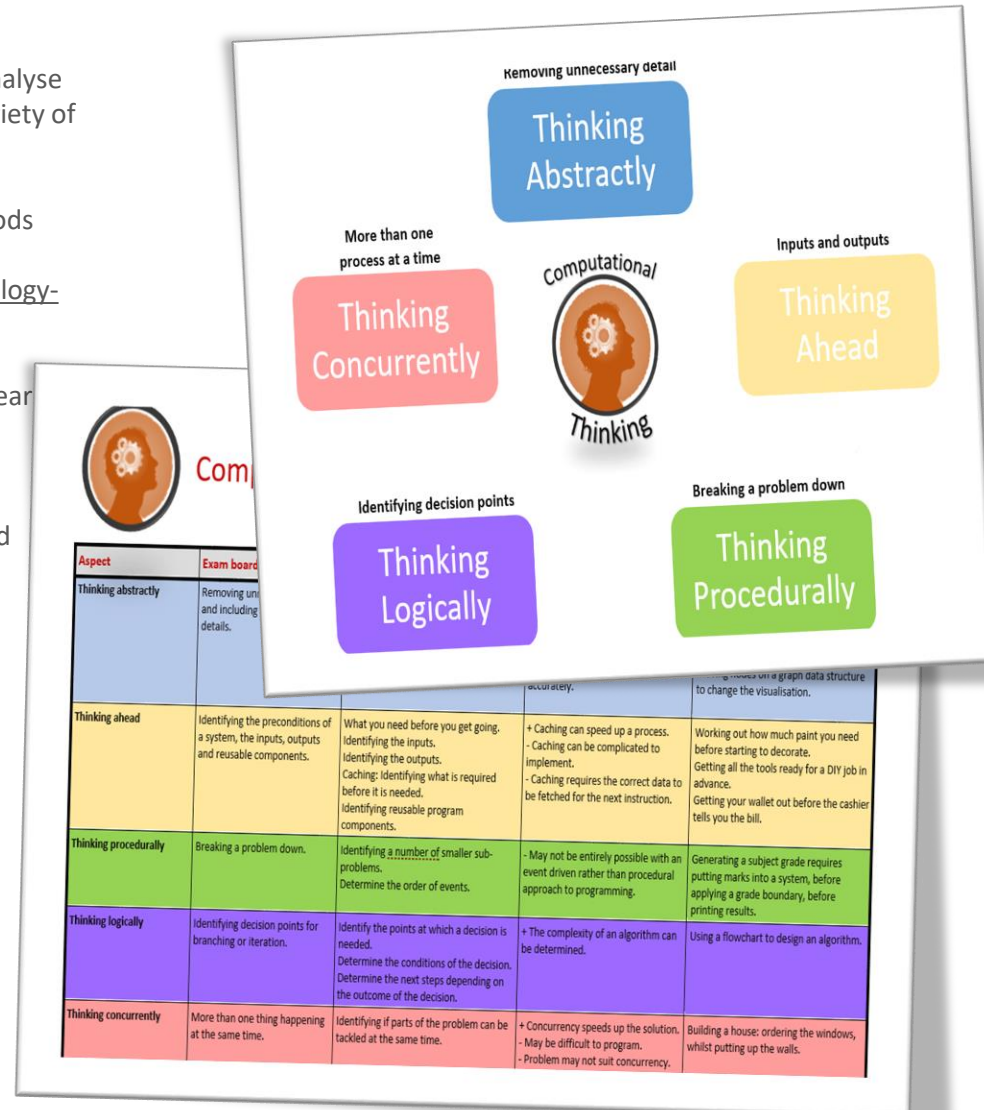 nalyse
iety of
ods
ology-
ear
d
Removing unnecessary detail
Thinking
Abstractly
More than one
process at a time
Thinking
Concurrently
Computational
Thinking
Inputs and outputs
Thinking
Ahead
Identifying decision points
Thinking
Logically
Breaking a problem down
Thinking
Procedurally
Com
Aspect
Exam board
Thinking abstractly
Removing un
and including
details.
accurately.
nodes on a graph data structure
to change the visualisation.
Thinking ahead
Identifying the preconditions of
a system, the inputs, outputs
and reusable components.
What you need before you get going.
Identifying the inputs.
Identifying the outputs.
Caching: Identifying what is required
before it is needed.
Identifying reusable program
components.
+ Caching can speed up a process.
- Caching can be complicated to
implement.
- Caching requires the correct data to
be fetched for the next instruction.
Working out how much paint you need
before starting to decorate.
Getting all the tools ready for a DIY job in
advance.
Getting your wallet out before the cashier
tells you the bill.
Thinking procedurally
Breaking a problem down.
Identifying a number of smaller sub-
problems.
Determine the order of events.
- May not be entirely possible with an
event driven rather than procedural
approach to programming.
Generating a subject grade requires
putting marks into a system, before
applying a grade boundary, before
printing results.
Thinking logically
Identifying decision points for
branching or iteration.
Identify the points at which a decision is
needed.
Determine the conditions of the decision.
Determine the next steps depending on
the outcome of the decision.
+ The complexity of an algorithm can
be determined.
Using a flowchart to design an algorithm.
Thinking concurrently
More than one thing happening
at the same time.
Identifying if parts of the problem can be
tackled at the same time.
+ Concurrency speeds up the solution.
- May be difficult to program.
- Problem may not suit concurrency.
Building a house: ordering the windows,
whilst putting up the walls.